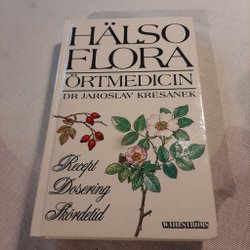 HÄLSO
FLORA
ÖRTMEDICIN
DR JAROSLAV KRESÁNEK
Recept
Dosering
Skördetid
WAHLSTRÖMS